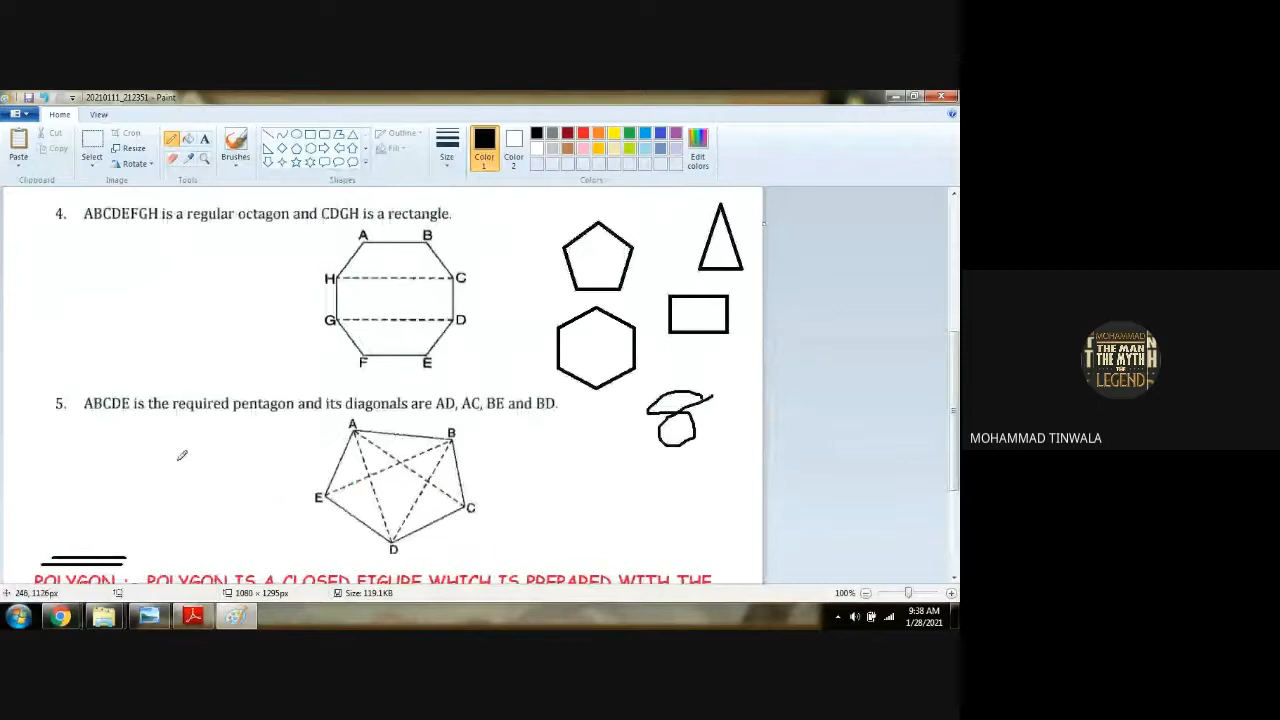 20210111_212351 - Paint
Home
View
Paste
Cut
Copy
Clipboard
Select
Crop
Resize
Rotate
Image
A
Tools
Brushes
Shapes
Outline
Fill
Size
Color 1
Color 2
Colors
Edit colors
4. ABCDEFGH is a regular octagon and CDGH is a rectangle.
A B
H C
G D
F E
5. ABCDE is the required pentagon and its diagonals are AD, AC, BE and BD.
A B
E C
D
POLYGON :- POLYGON IS A CLOSED FIGURE WHICH IS PREPARED WITH THE
246, 1126px
1080 × 1295px
Size: 119.1KB
100%
9:38 AM
1/28/2021
MOHAMMAD
THE MAN
THE MYTH
THE
LEGEND
MOHAMMAD TINWALA